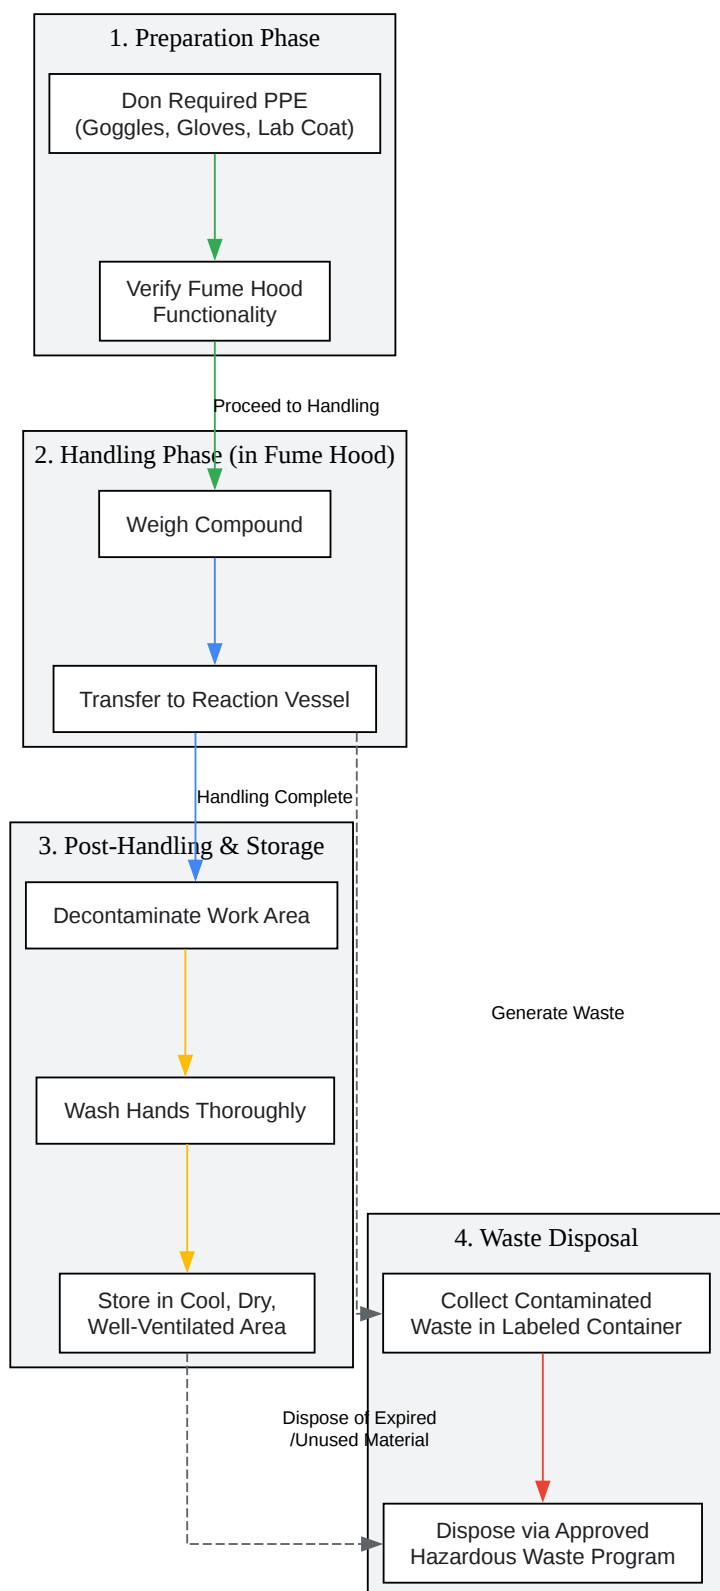 1. Preparation Phase
Don Required PPE
(Goggles, Gloves, Lab Coat)
Verify Fume Hood
Functionality
Proceed to Handling
2. Handling Phase (in Fume Hood)
Weigh Compound
Transfer to Reaction Vessel
Handling Complete
3. Post-Handling & Storage
Decontaminate Work Area
Generate Waste
Wash Hands Thoroughly
4. Waste Disposal
Store in Cool, Dry,
Well-Ventilated Area
Collect Contaminated
Waste in Labeled Container
Dispose of Expired
/Unused Material
Dispose via Approved
Hazardous Waste Program